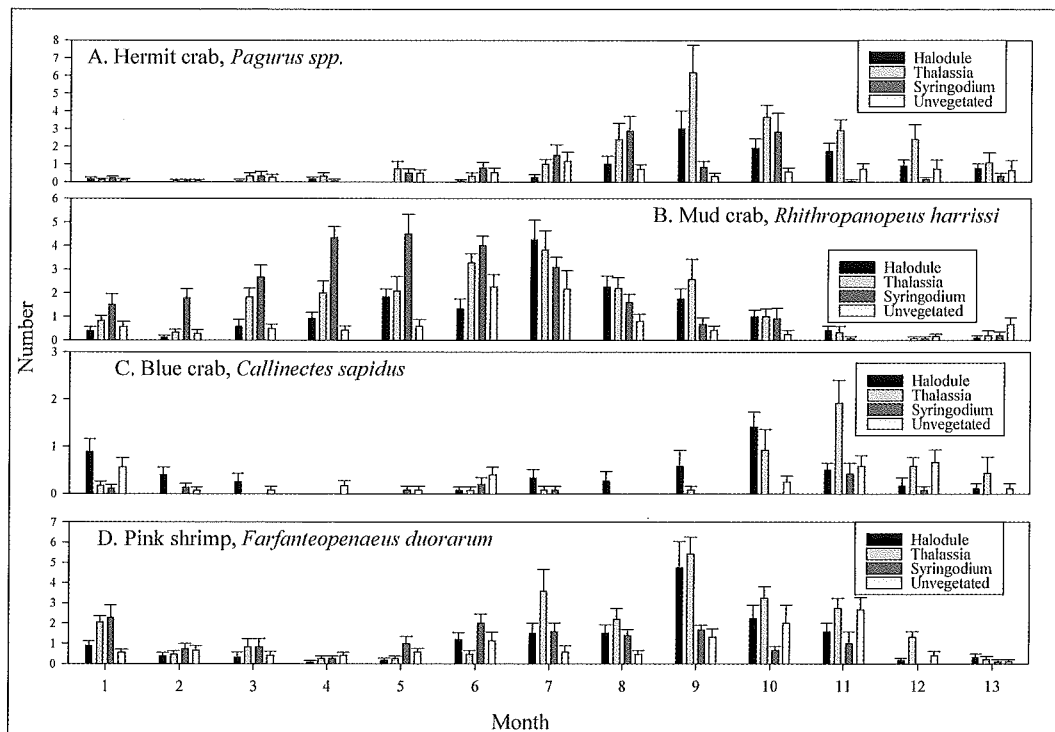 A. Hermit crab, Pagurus spp.
8
7
6
5
4
3
2
1
0
Halodule
Thalassia
Syringodium
Unvegetated
B. Mud crab, Rhithropanopeus harrissi
6
5
4
3
2
1
0
Halodule
Thalassia
Syringodium
Unvegetated
Number
C. Blue crab, Callinectes sapidus
3
2
1
0
Halodule
Thalassia
Syringodium
Unvegetated
D. Pink shrimp, Farfanteopenaeus duorarum
7
6
5
4
3
2
1
0
Halodule
Thalassia
Syringodium
Unvegetated
1 2 3 4 5 6 7 8 9 10 11 12 13
Month